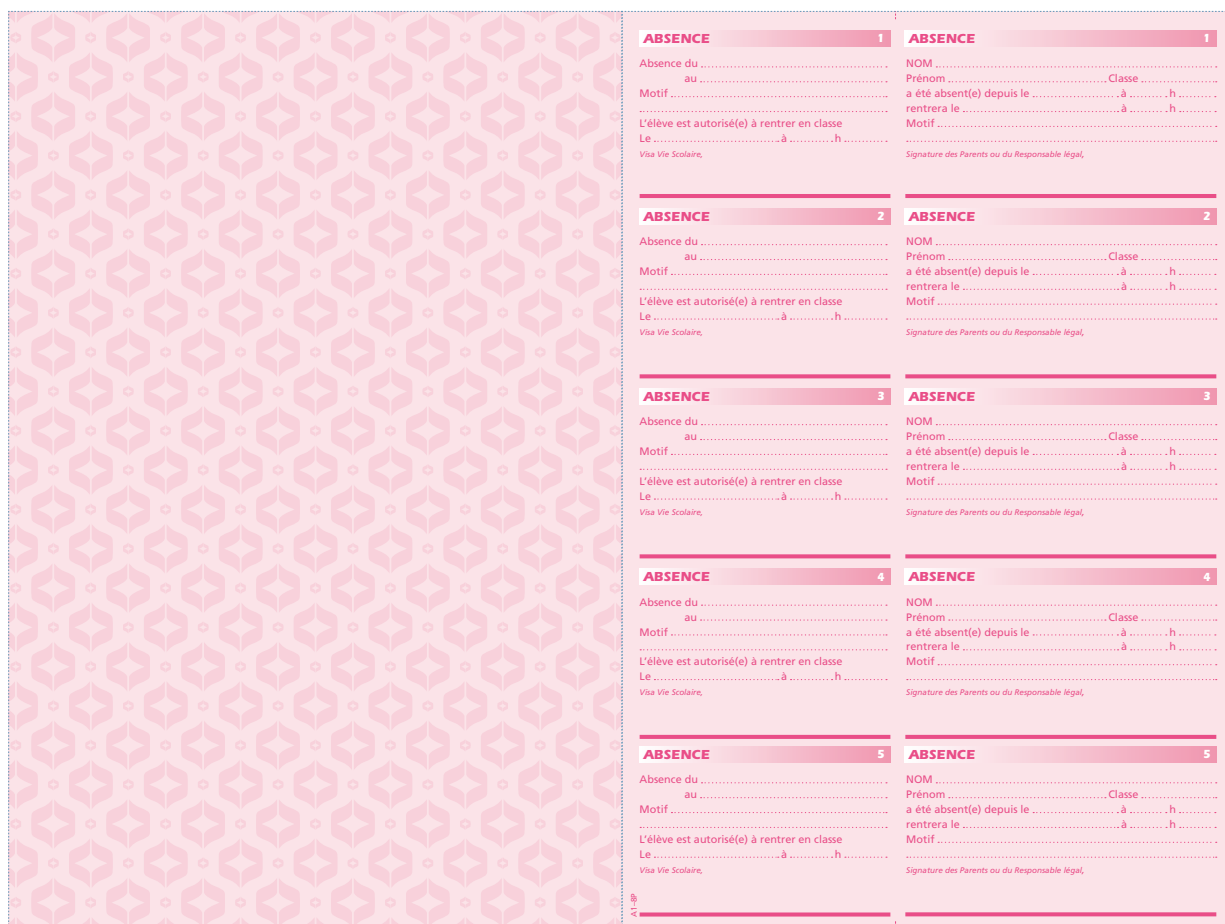 ABSENCE 1
Absence du
au
Motif
L'élève est autorisé(e) à rentrer en classe
Le à h
Visa Vie Scolaire,
ABSENCE 1
NOM
Prénom Classe
a été absent(e) depuis le à h
rentrera le à h
Motif
Signature des Parents ou du Responsable légal,
ABSENCE 2
Absence du
au
Motif
L'élève est autorisé(e) à rentrer en classe
Le à h
Visa Vie Scolaire,
ABSENCE 2
NOM
Prénom Classe
a été absent(e) depuis le à h
rentrera le à h
Motif
Signature des Parents ou du Responsable légal,
ABSENCE 3
Absence du
au
Motif
L'élève est autorisé(e) à rentrer en classe
Le à h
Visa Vie Scolaire,
ABSENCE 3
NOM
Prénom Classe
a été absent(e) depuis le à h
rentrera le à h
Motif
Signature des Parents ou du Responsable légal,
ABSENCE 4
Absence du
au
Motif
L'élève est autorisé(e) à rentrer en classe
Le à h
Visa Vie Scolaire,
ABSENCE 4
NOM
Prénom Classe
a été absent(e) depuis le à h
rentrera le à h
Motif
Signature des Parents ou du Responsable légal,
ABSENCE 5
Absence du
au
Motif
L'élève est autorisé(e) à rentrer en classe
Le à h
Visa Vie Scolaire,
ABSENCE 5
NOM
Prénom Classe
a été absent(e) depuis le à h
rentrera le à h
Motif
Signature des Parents ou du Responsable légal,
A1-8P